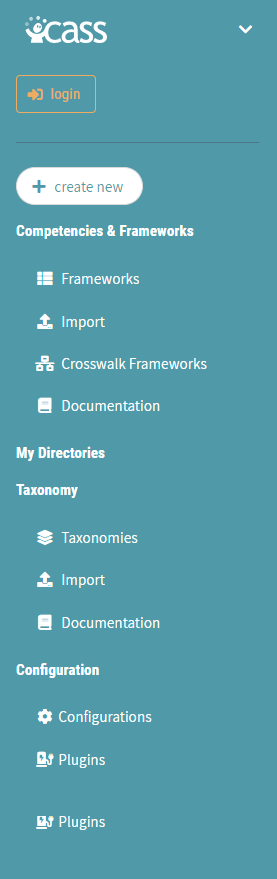 cass
login
create new
Competencies & Frameworks
Frameworks
Import
Crosswalk Frameworks
Documentation
My Directories
Taxonomy
Taxonomies
Import
Documentation
Configuration
Configurations
Plugins
Plugins